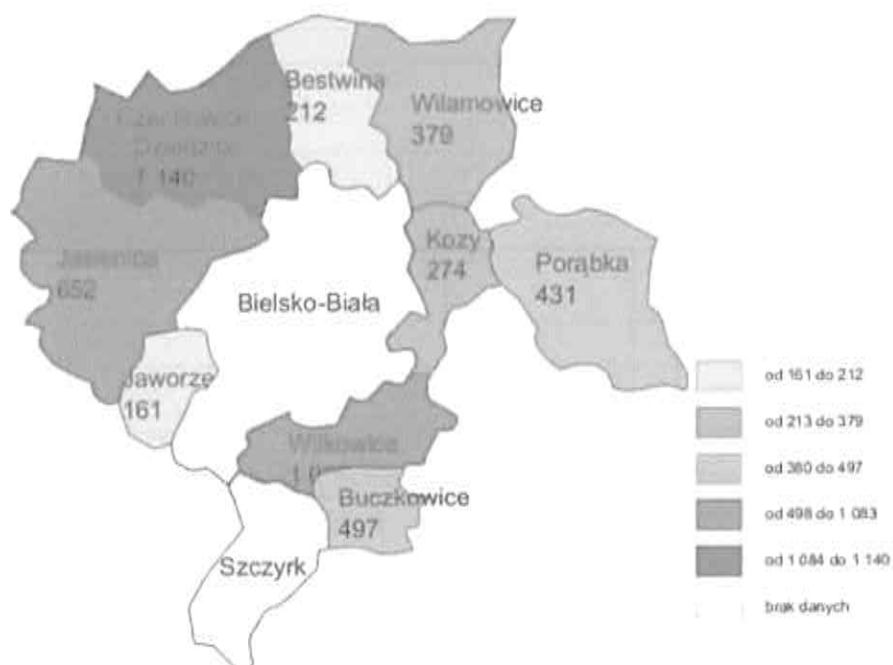 Bestwina
212
Wilamowice
379
Dziedzice
1 140
Kozy
274
Porąbka
431
Jasienica
652
Bielsko-Biała
Jaworze
161
Wilkowice
Buczkowice
497
Szczyrk
od 161 do 212
od 213 do 379
od 380 do 497
od 498 do 1 083
od 1 084 do 1 140
brak danych